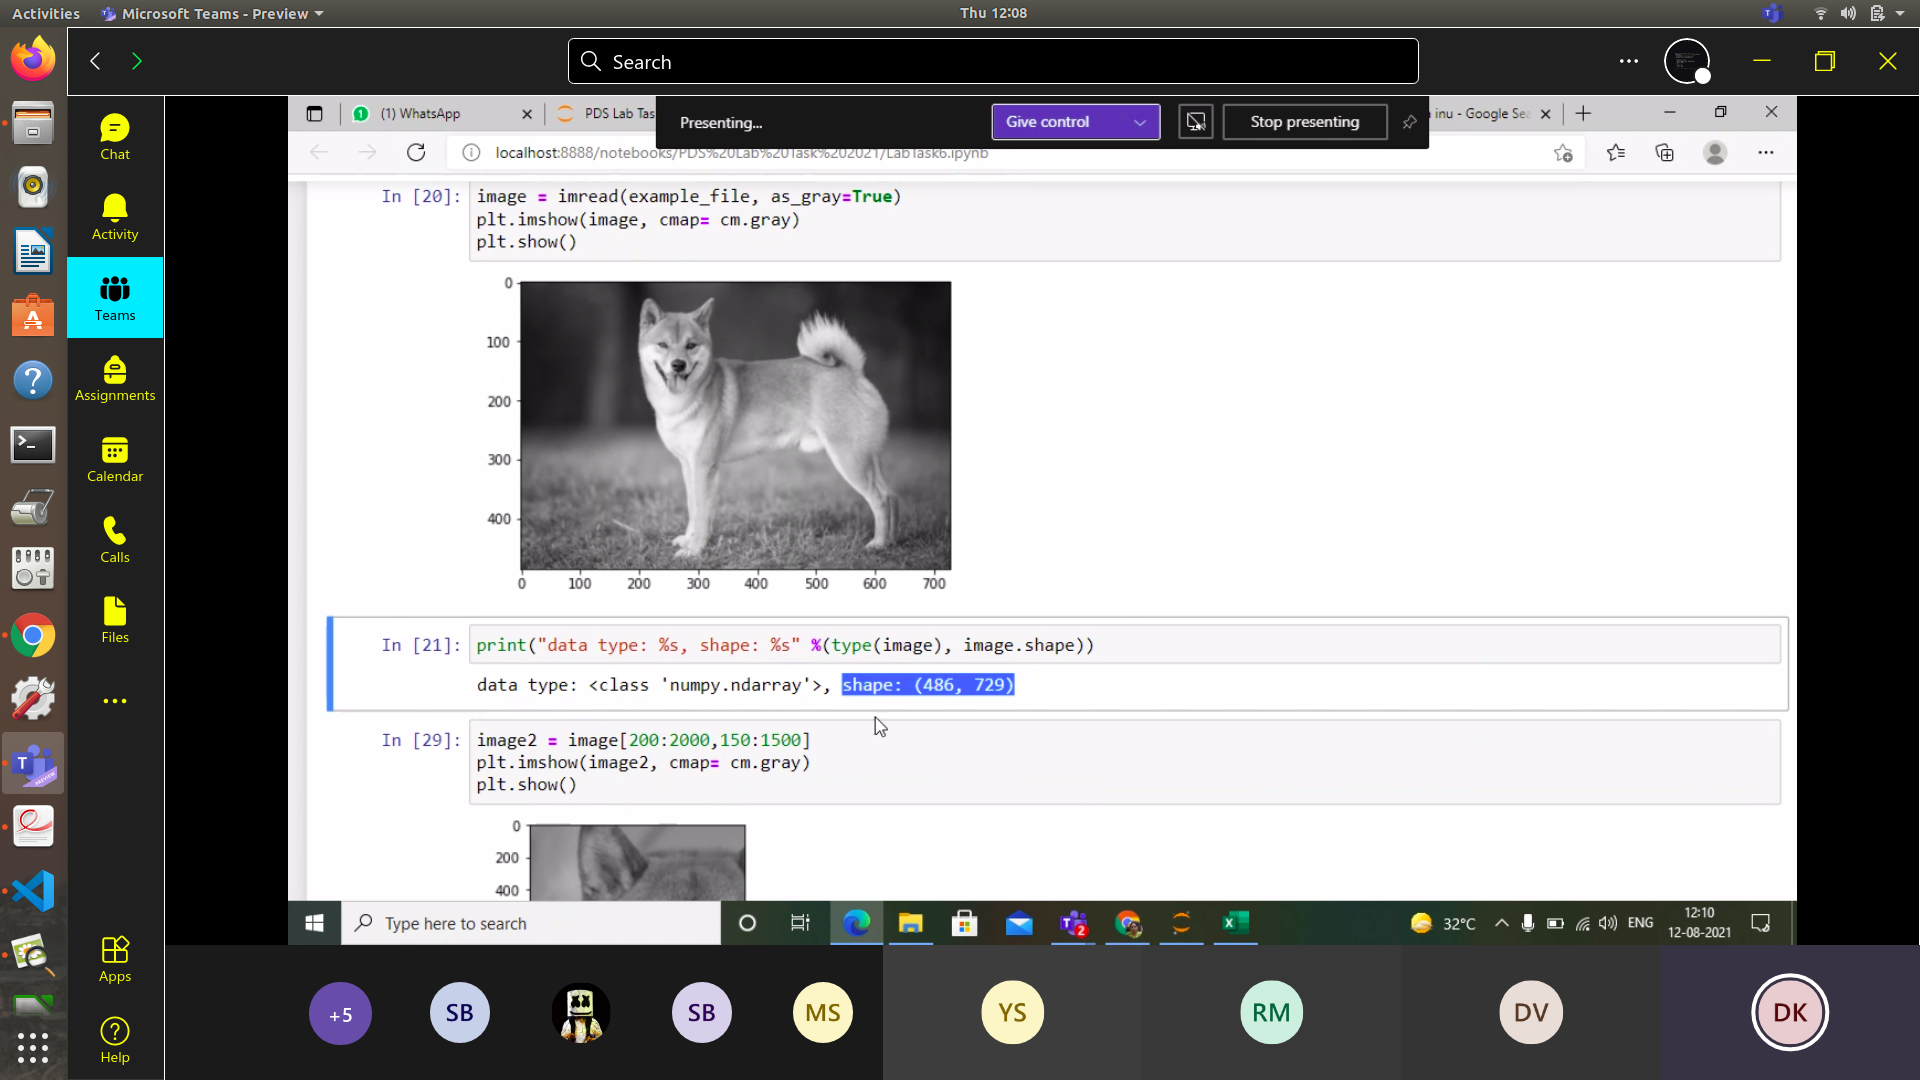 Activities
Microsoft Teams - Preview
Thu 12:08
Search
Chat
Activity
Teams
Assignments
Calendar
Calls
Files
Apps
Help
(1) WhatsApp
PDS Lab Tas
Presenting...
Give control
Stop presenting
inu - Google Sea
localhost:8888/notebooks/PDS%20Lab%20Task%202021/LabTask6.ipynb
In [20]: image = imread(example_file, as_gray=True)
plt.imshow(image, cmap= cm.gray)
plt.show()
0
100
200
300
400
0 100 200 300 400 500 600 700
In [21]: print("data type: %s, shape: %s" %(type(image), image.shape))
data type: <class 'numpy.ndarray'>, shape: (486, 729)
In [29]: image2 = image[200:2000,150:1500]
plt.imshow(image2, cmap= cm.gray)
plt.show()
0
200
400
Type here to search
2
32°C
ENG
12:10
12-08-2021
+5
SB
SB
MS
YS
RM
DV
DK